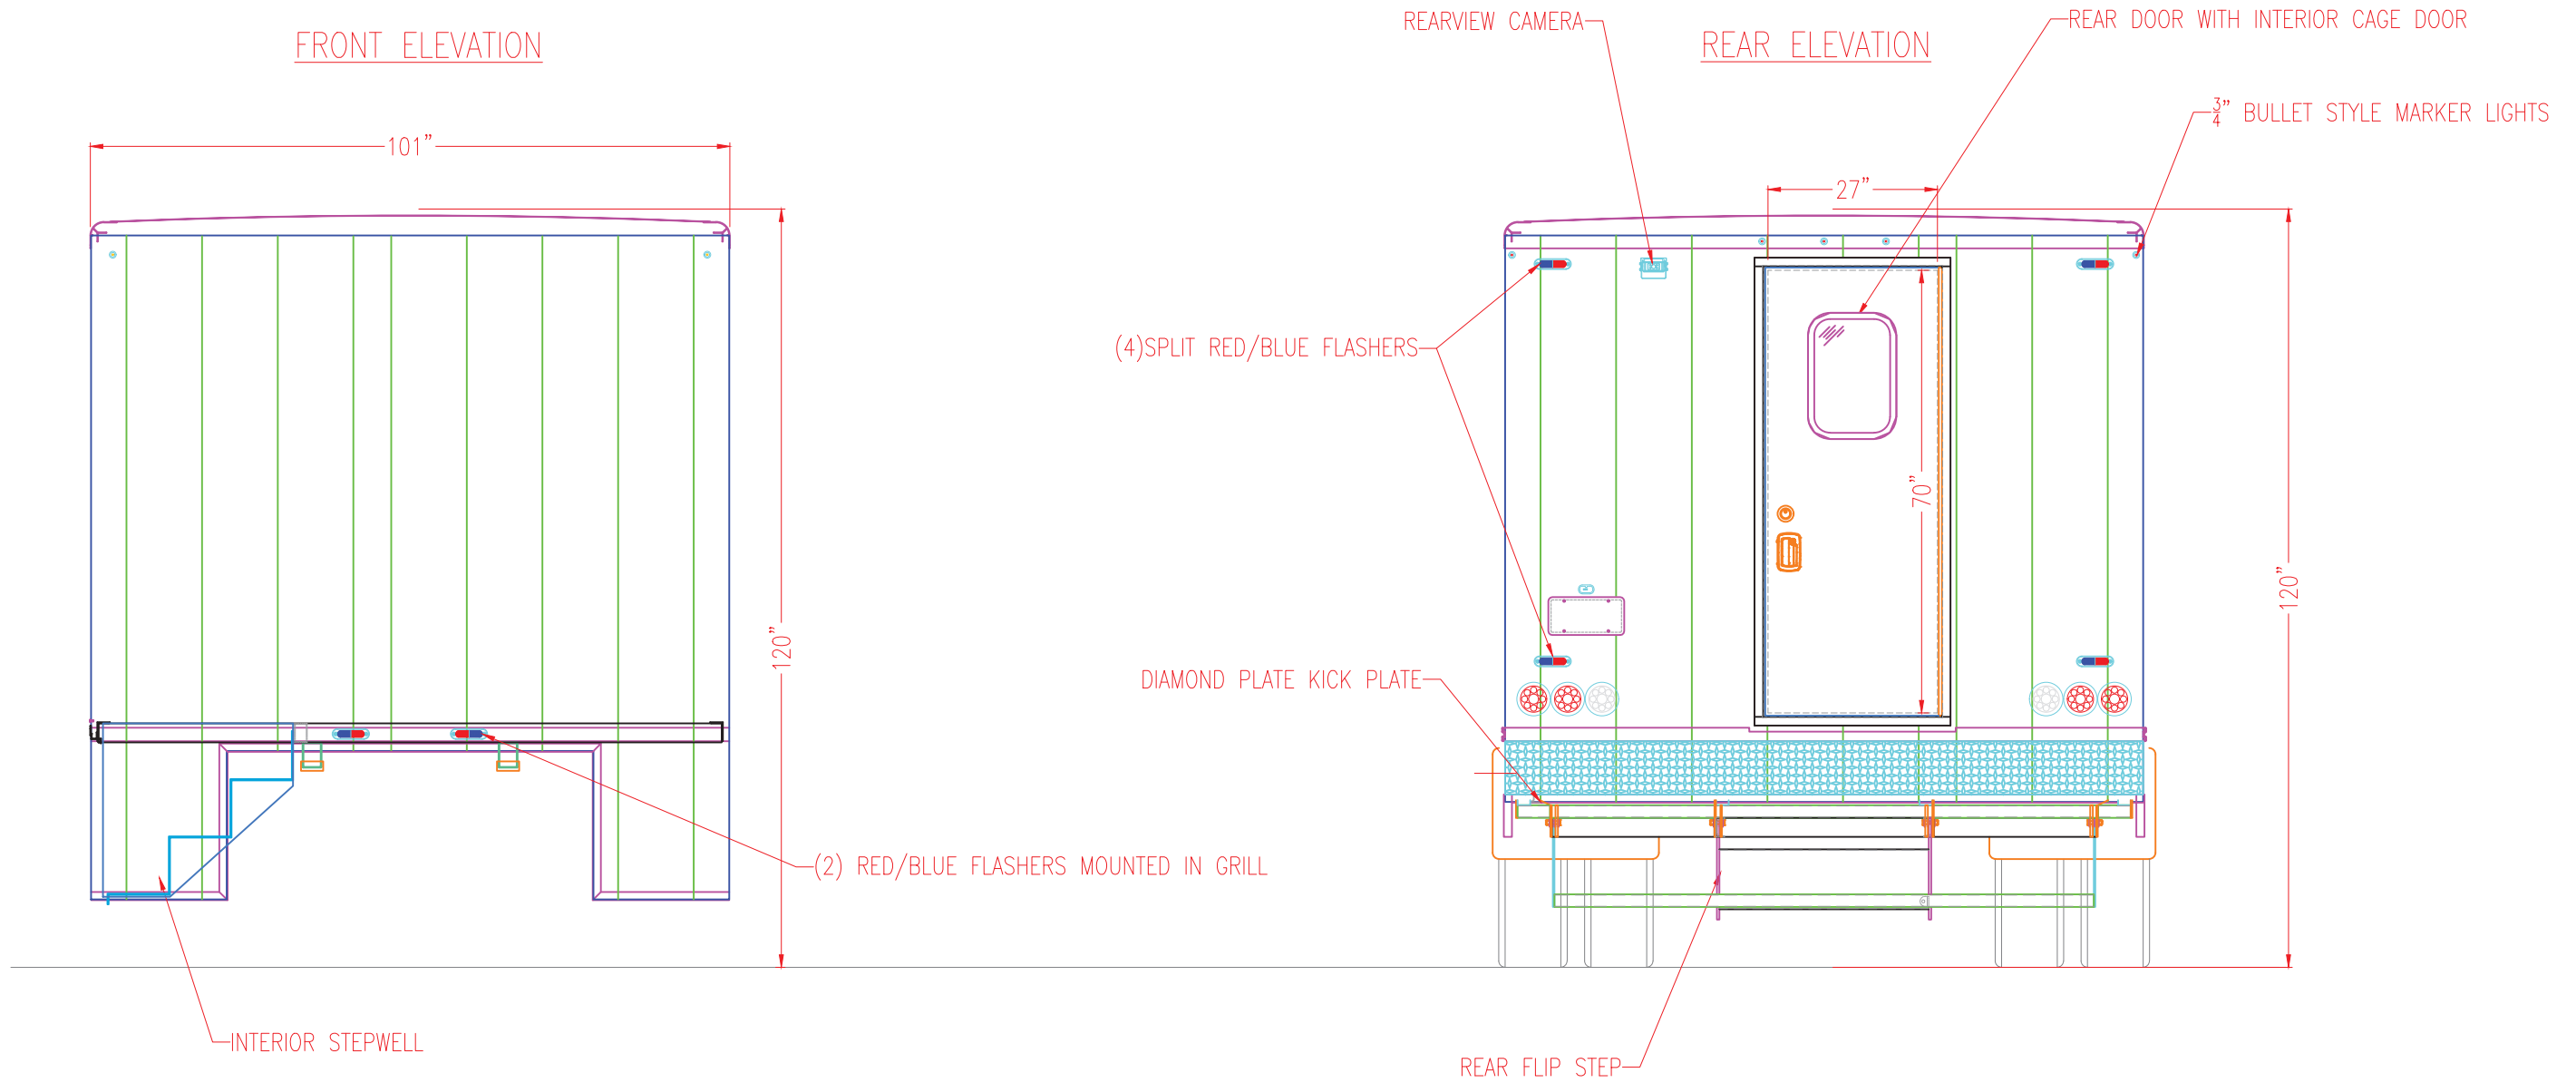 FRONT ELEVATION
101”
120”
(2) RED/BLUE FLASHERS MOUNTED IN GRILL
INTERIOR STEPWELL
REARVIEW CAMERA
REAR ELEVATION
REAR DOOR WITH INTERIOR CAGE DOOR
3/4” BULLET STYLE MARKER LIGHTS
27”
(4)SPLIT RED/BLUE FLASHERS
70”
120”
DIAMOND PLATE KICK PLATE
REAR FLIP STEP